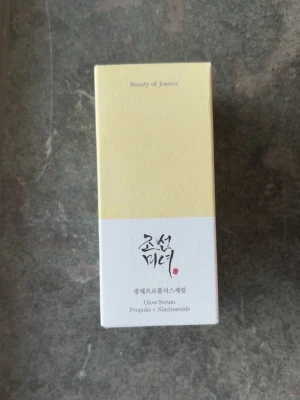 Beauty of Joseon
조선
미녀
광채프로폴리스세럼
Glow Serum
Propolis + Niacinamide